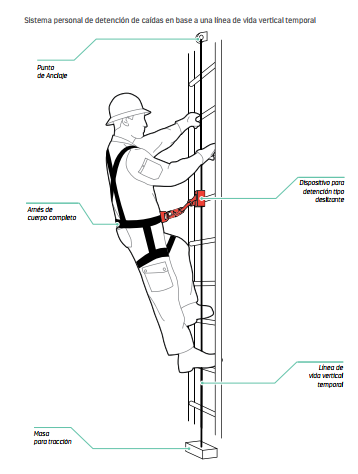 Sistema personal de detención de caídas en base a una línea de vida vertical temporal
Punto
de Anclaje
Dispositivo para
detención tipo
deslizante
Arnés de
cuerpo completo
Línea de
vida vertical
temporal
Masa
para tracción